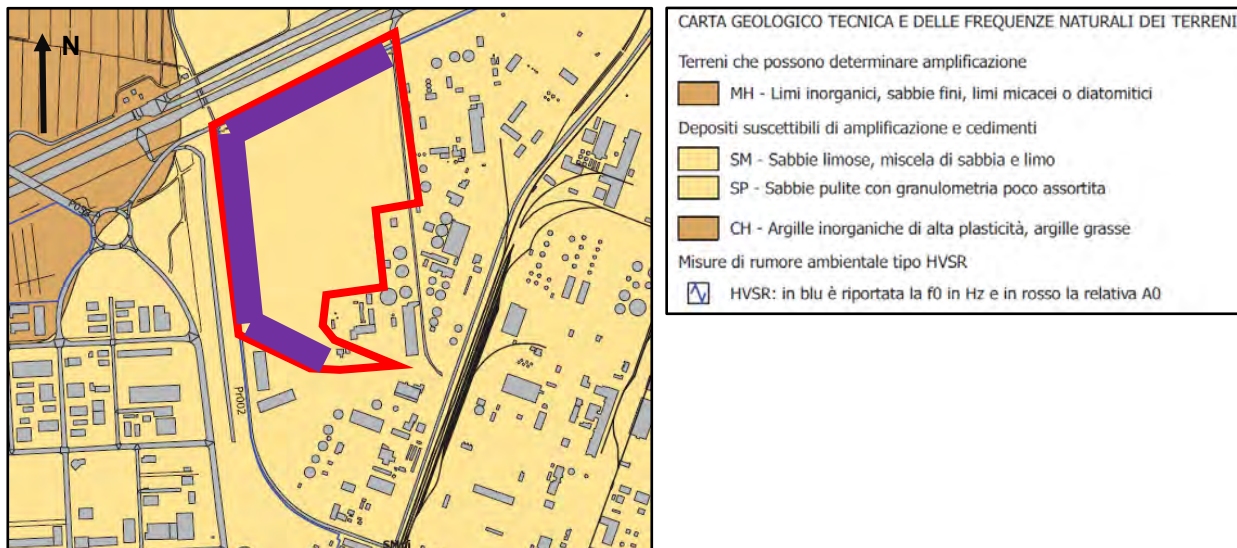 N
Pr002
CARTA GEOLOGICO TECNICA E DELLE FREQUENZE NATURALI DEI TERRENI
Terreni che possono determinare amplificazione
MH - Limi inorganici, sabbie fini, limi micacei o diatomitici
Depositi suscettibili di amplificazione e cedimenti
SM - Sabbie limose, miscela di sabbia e limo
SP - Sabbie pulite con granulometria poco assortita
CH - Argille inorganiche di alta plasticità, argille grasse
Misure di rumore ambientale tipo HVSR
HVSR: in blu è riportata la f0 in Hz e in rosso la relativa A0